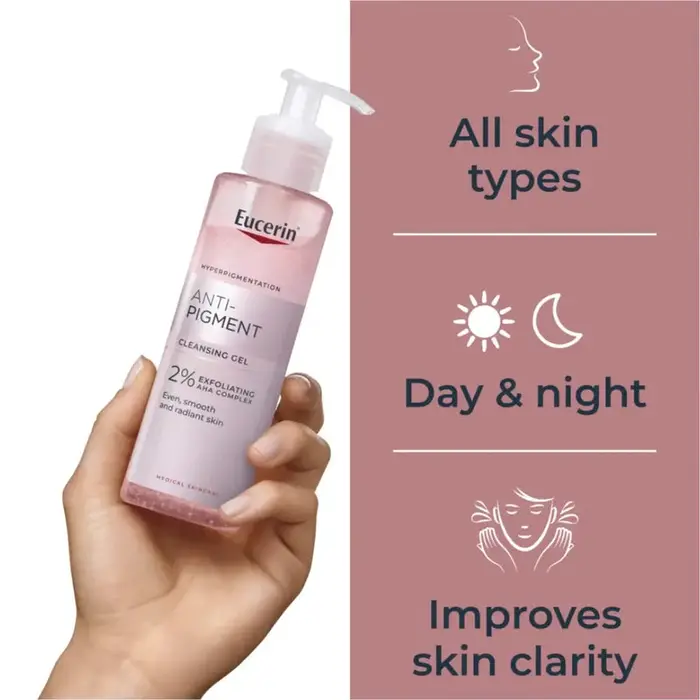 Eucerin
HYPERPIGMENTATION
ANTI-
PIGMENT
CLEANSING GEL
2% EXFOLIATING
AHA COMPLEX
Even, smooth
and radiant skin
MEDICAL SKINCARE
All skin
types
Day & night
Improves
skin clarity